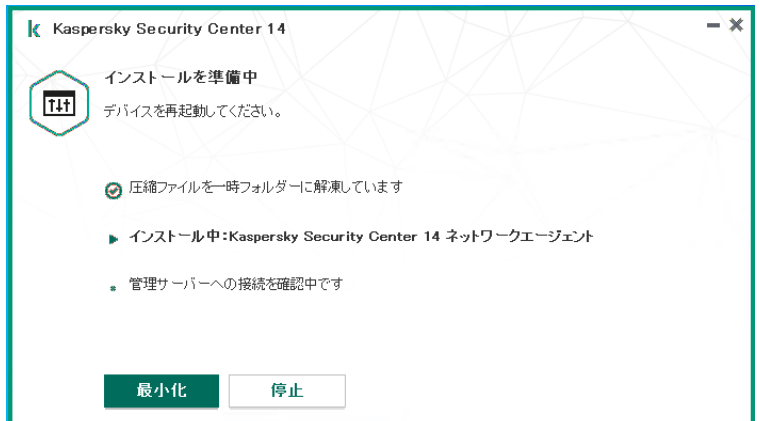 Kaspersky Security Center 14
インストールを準備中
デバイスを再起動してください。
圧縮ファイルを一時フォルダーに解凍しています
インストール中:Kaspersky Security Center 14 ネットワークエージェント
管理サーバーへの接続を確認中です
最小化
停止